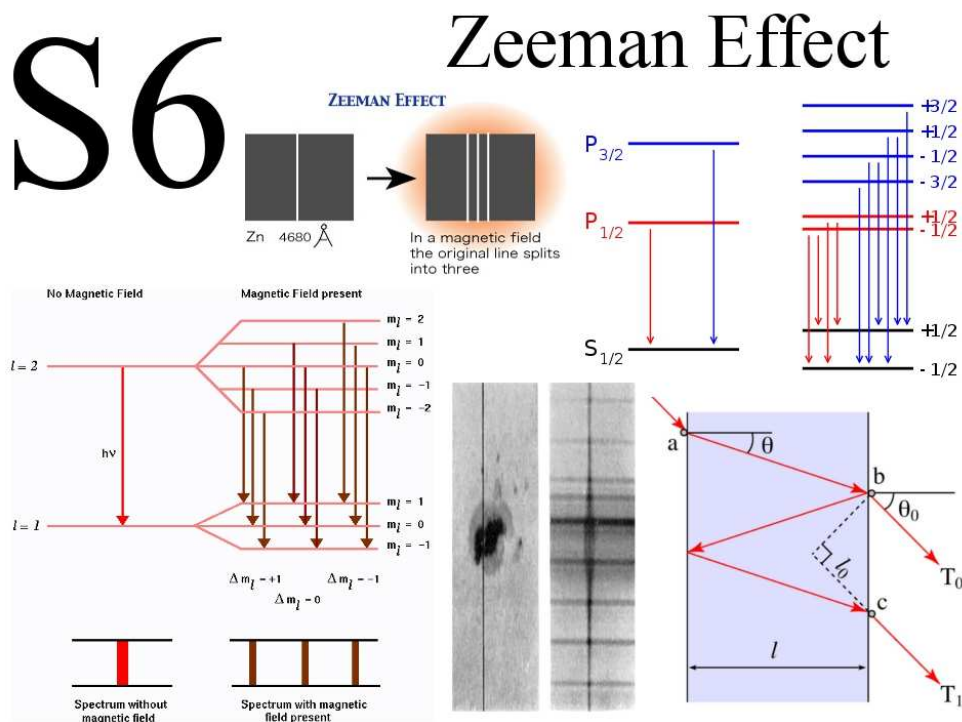 S6
Zeeman Effect
ZEEMAN EFFECT
Zn 4680 Å
In a magnetic field
the original line splits
into three
P3/2
P1/2
S1/2
+3/2
+1/2
- 1/2
- 3/2
+1/2
- 1/2
+1/2
- 1/2
No Magnetic Field
Magnetic Field present
l = 2
hν
l = 1
m_l = 2
m_l = 1
m_l = 0
m_l = -1
m_l = -2
m_l = 1
m_l = 0
m_l = -1
Δ m_l = +1
Δ m_l = 0
Δ m_l = -1
Spectrum without
magnetic field
Spectrum with magnetic
field present
a
θ
b
θ0
l0
T0
c
l
T1